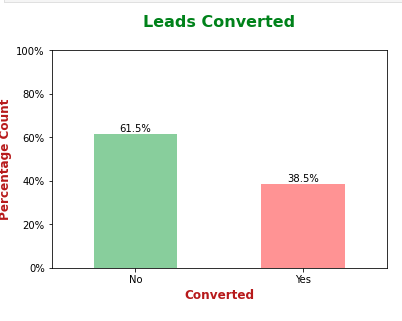 Leads Converted
100%
80%
60%
40%
20%
0%
Percentage Count
61.5%
38.5%
No
Yes
Converted